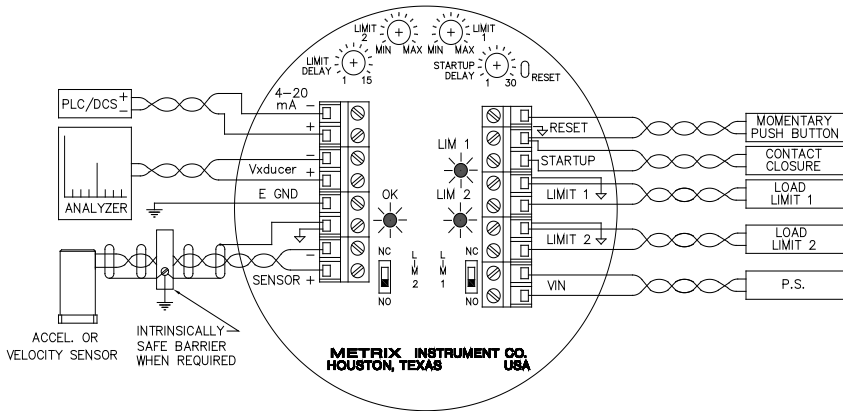 LIMIT
2
MIN MAX
LIMIT
1
MIN MAX
LIMIT
DELAY
1 15
STARTUP
DELAY
1 30
RESET
PLC/DCS + –
4–20
mA –
+
–
Vxducer
+
ANALYZER
E GND
OK
LIM 1
LIM 2
–
SENSOR +
NC
NO
L
I
M
2
L
I
M
1
NC
NO
RESET
STARTUP
LIMIT 1
LIMIT 2
VIN
MOMENTARY
PUSH BUTTON
CONTACT
CLOSURE
LOAD
LIMIT 1
LOAD
LIMIT 2
P.S.
ACCEL. OR
VELOCITY SENSOR
INTRINSICALLY
SAFE BARRIER
WHEN REQUIRED
METRIX INSTRUMENT CO.
HOUSTON, TEXAS USA